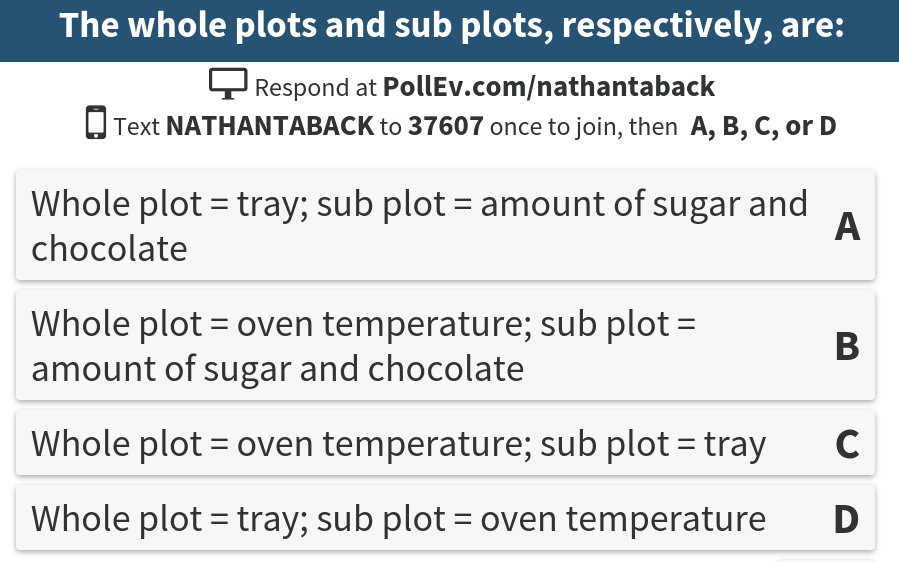 The whole plots and sub plots, respectively, are:
Respond at PollEv.com/nathantaback
Text NATHANTABACK to 37607 once to join, then A, B, C, or D
Whole plot = tray; sub plot = amount of sugar and
chocolate
A
Whole plot = oven temperature; sub plot =
amount of sugar and chocolate
B
Whole plot = oven temperature; sub plot = tray
C
Whole plot = tray; sub plot = oven temperature
D